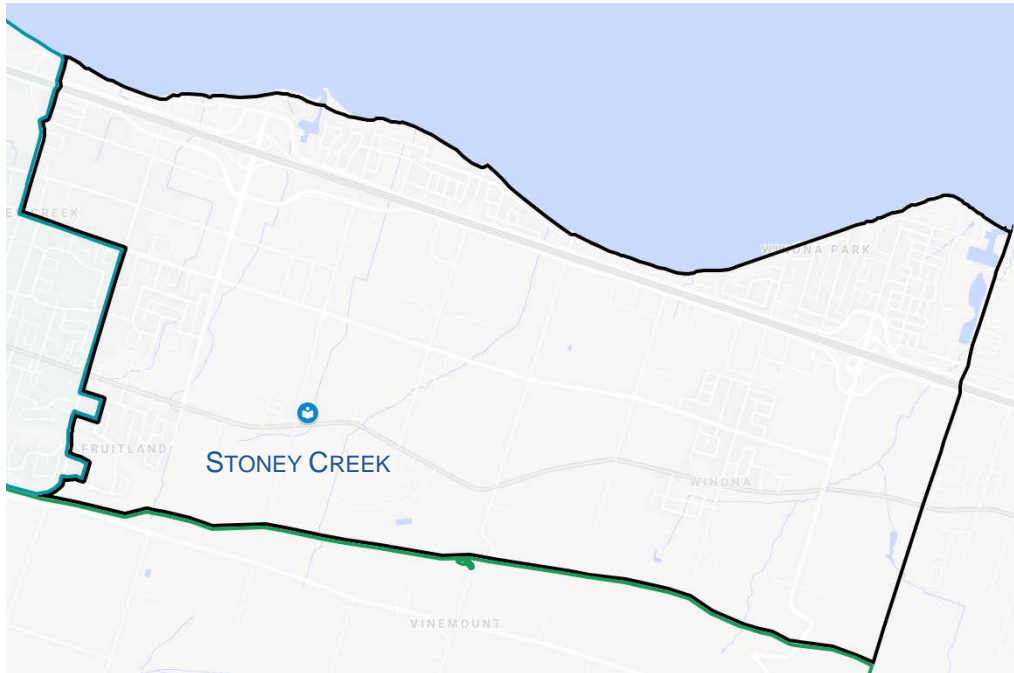 WINONA PARK
CREEK
FRUITLAND
STONEY CREEK
WINONA
VINEMOUNT